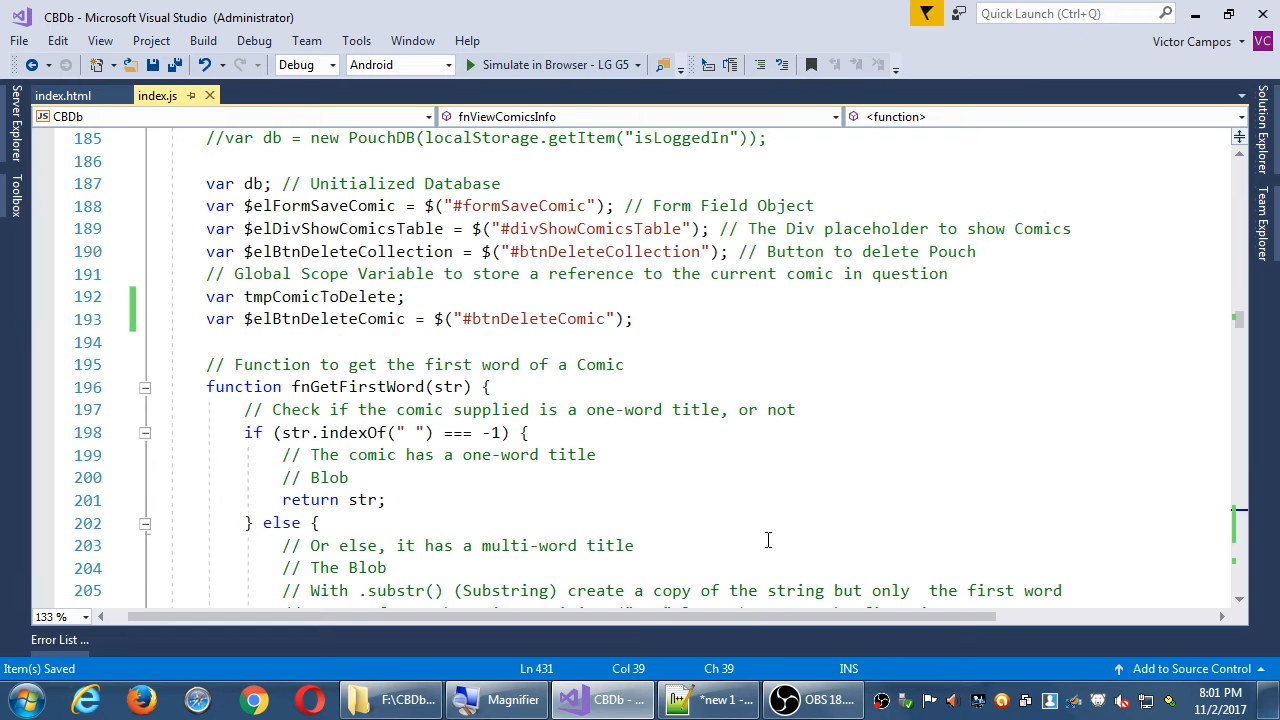 CBDb - Microsoft Visual Studio (Administrator)
Quick Launch (Ctrl+Q)
File Edit View Project Build Debug Team Tools Window Help
Victor Campos VC
Debug Android Simulate in Browser - LG G5
index.html index.js
CBDb fnViewComicsInfo <function>
Server Explorer
Toolbox
Solution Explorer
Team Explorer
185 //var db = new PouchDB(localStorage.getItem("isLoggedIn"));
186
187 var db; // Unitialized Database
188 var $elFormSaveComic = $("#formSaveComic"); // Form Field Object
189 var $elDivShowComicsTable = $("#divShowComicsTable"); // The Div placeholder to show Comics
190 var $elBtnDeleteCollection = $("#btnDeleteCollection"); // Button to delete Pouch
191 // Global Scope Variable to store a reference to the current comic in question
192 var tmpComicToDelete;
193 var $elBtnDeleteComic = $("#btnDeleteComic");
194
195 // Function to get the first word of a Comic
196 function fnGetFirstWord(str) {
197 // Check if the comic supplied is a one-word title, or not
198 if (str.indexOf(" ") === -1) {
199 // The comic has a one-word title
200 // Blob
201 return str;
202 } else {
203 // Or else, it has a multi-word title
204 // The Blob
205 // With .substr() (Substring) create a copy of the string but only  the first word
133 %
Error List ...
Item(s) Saved Ln 431 Col 39 Ch 39 INS Add to Source Control
F:\CBDb... Magnifier CBDb - ... *new 1 -... OBS 18....
8:01 PM
11/2/2017